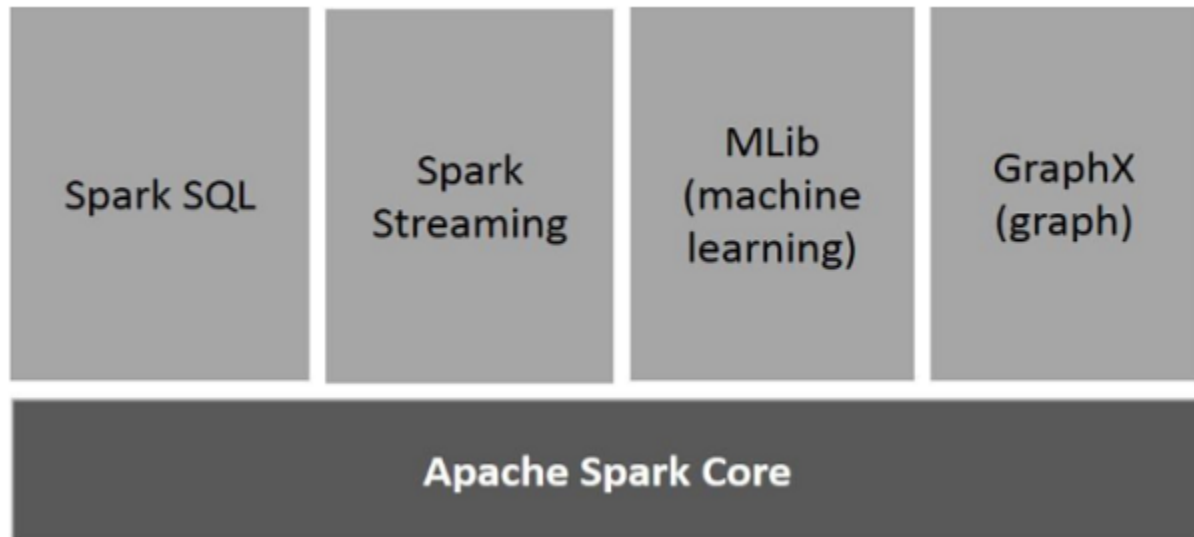 Spark SQL
Spark
Streaming
MLib
(machine
learning)
GraphX
(graph)
Apache Spark Core